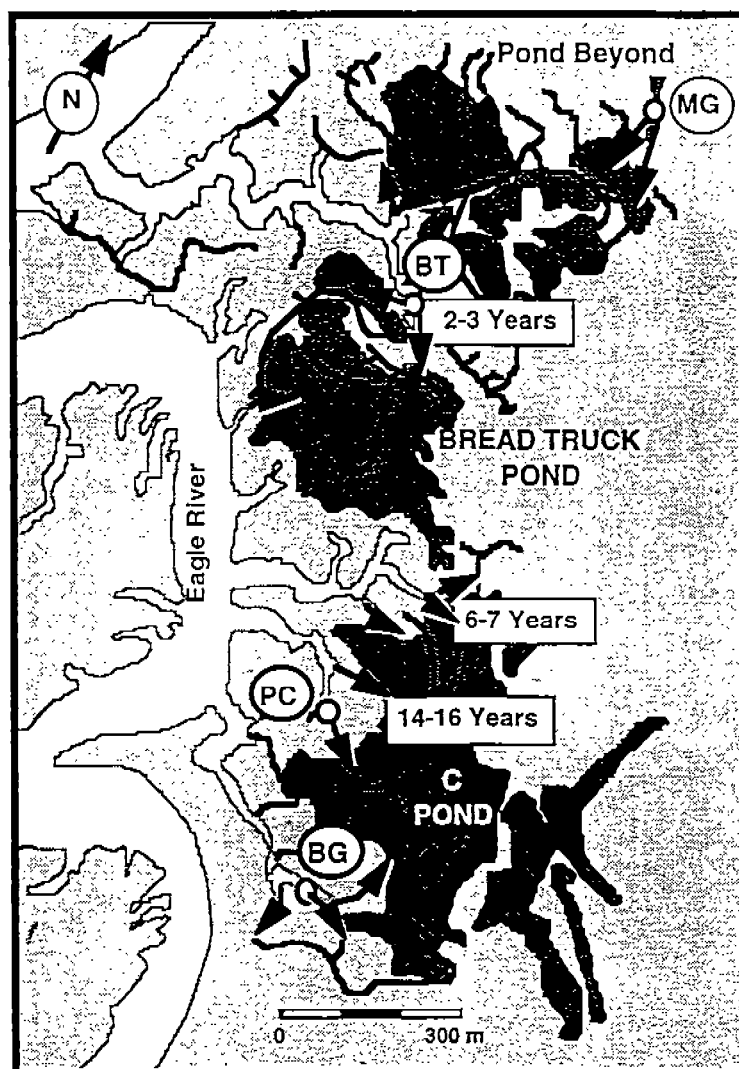 Pond Beyond
N
MG
BT
2-3 Years
BREAD TRUCK
POND
Eagle River
6-7 Years
PC
14-16 Years
C
POND
BG
0 300 m